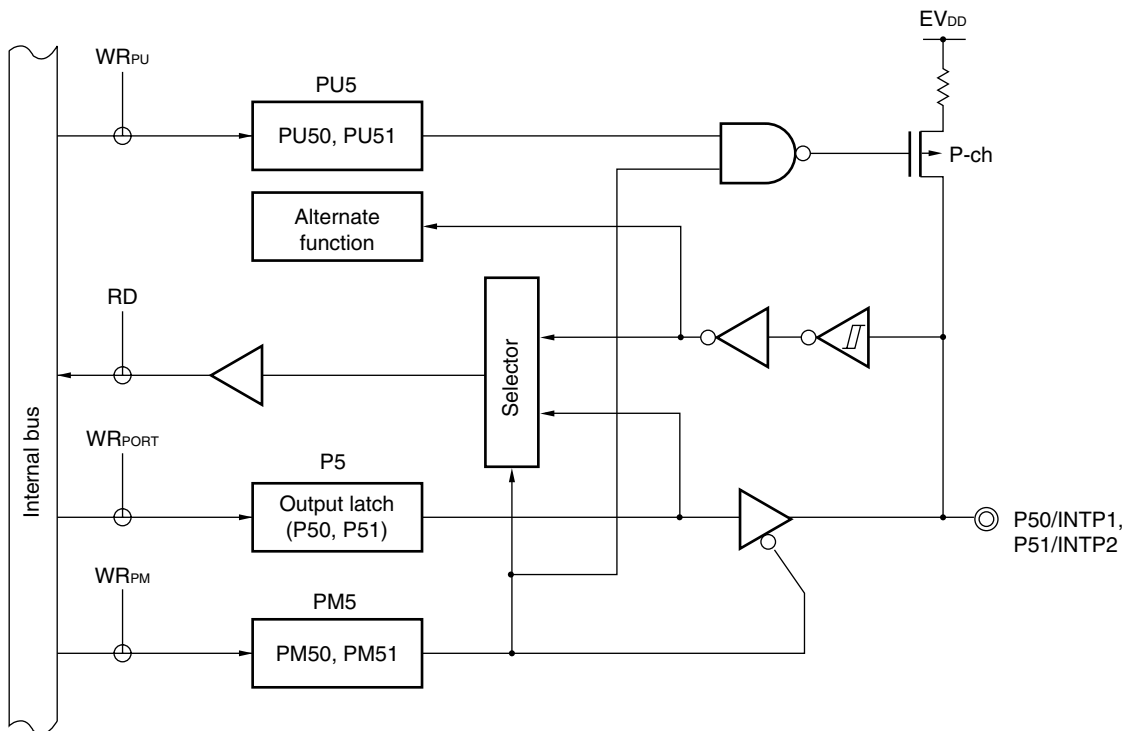 EVDD
WRPU
PU5
PU50, PU51
P-ch
Alternate
function
RD
Selector
Internal bus
WRPORT
P5
Output latch
(P50, P51)
P50/INTP1,
P51/INTP2
WRPM
PM5
PM50, PM51